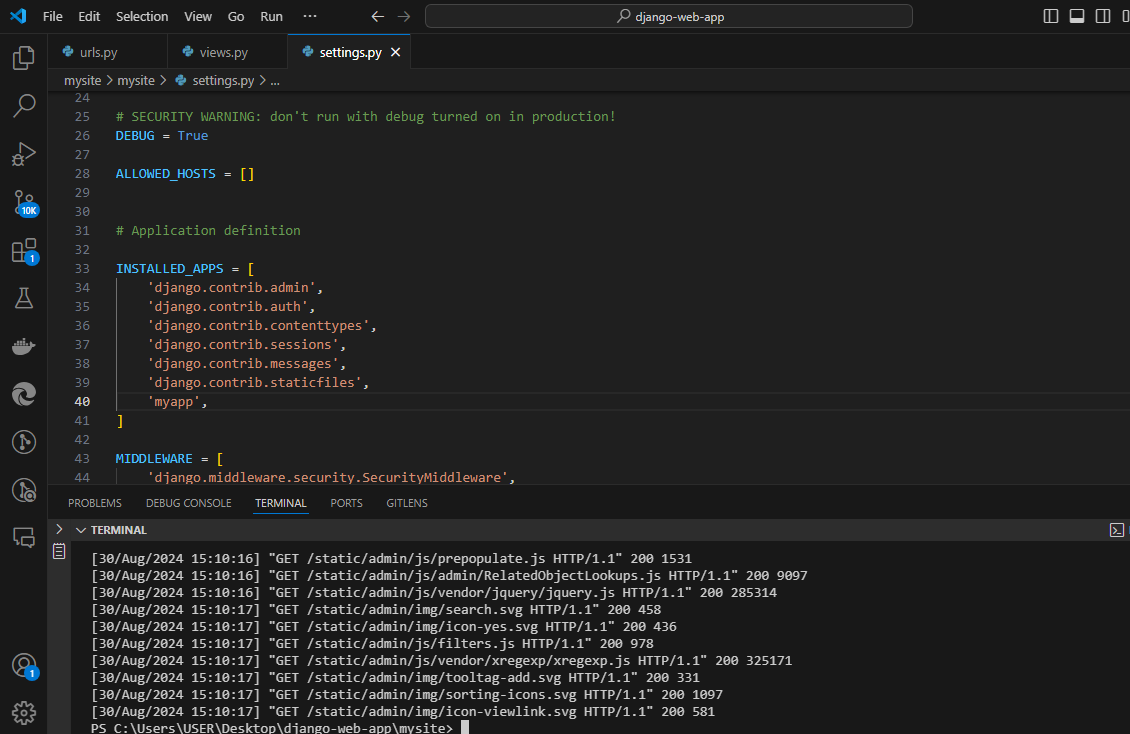 File Edit Selection View Go Run ··· django-web-app
urls.py views.py settings.py
mysite > mysite > settings.py > ...
24
25 # SECURITY WARNING: don't run with debug turned on in production!
26 DEBUG = True
27
28 ALLOWED_HOSTS = []
29
30
31 # Application definition
32
33 INSTALLED_APPS = [
34 'django.contrib.admin',
35 'django.contrib.auth',
36 'django.contrib.contenttypes',
37 'django.contrib.sessions',
38 'django.contrib.messages',
39 'django.contrib.staticfiles',
40 'myapp',
41 ]
42
43 MIDDLEWARE = [
44 'django.middleware.security.SecurityMiddleware',
10K
1
1
PROBLEMS DEBUG CONSOLE TERMINAL PORTS GITLENS
TERMINAL
[30/Aug/2024 15:10:16] "GET /static/admin/js/prepopulate.js HTTP/1.1" 200 1531
[30/Aug/2024 15:10:16] "GET /static/admin/js/admin/RelatedObjectLookups.js HTTP/1.1" 200 9097
[30/Aug/2024 15:10:16] "GET /static/admin/js/vendor/jquery/jquery.js HTTP/1.1" 200 285314
[30/Aug/2024 15:10:17] "GET /static/admin/img/search.svg HTTP/1.1" 200 458
[30/Aug/2024 15:10:17] "GET /static/admin/img/icon-yes.svg HTTP/1.1" 200 436
[30/Aug/2024 15:10:17] "GET /static/admin/js/filters.js HTTP/1.1" 200 978
[30/Aug/2024 15:10:17] "GET /static/admin/js/vendor/xregexp/xregexp.js HTTP/1.1" 200 325171
[30/Aug/2024 15:10:17] "GET /static/admin/img/tooltag-add.svg HTTP/1.1" 200 331
[30/Aug/2024 15:10:17] "GET /static/admin/img/sorting-icons.svg HTTP/1.1" 200 1097
[30/Aug/2024 15:10:17] "GET /static/admin/img/icon-viewlink.svg HTTP/1.1" 200 581
PS C:\Users\USER\Desktop\django-web-app\mysite>